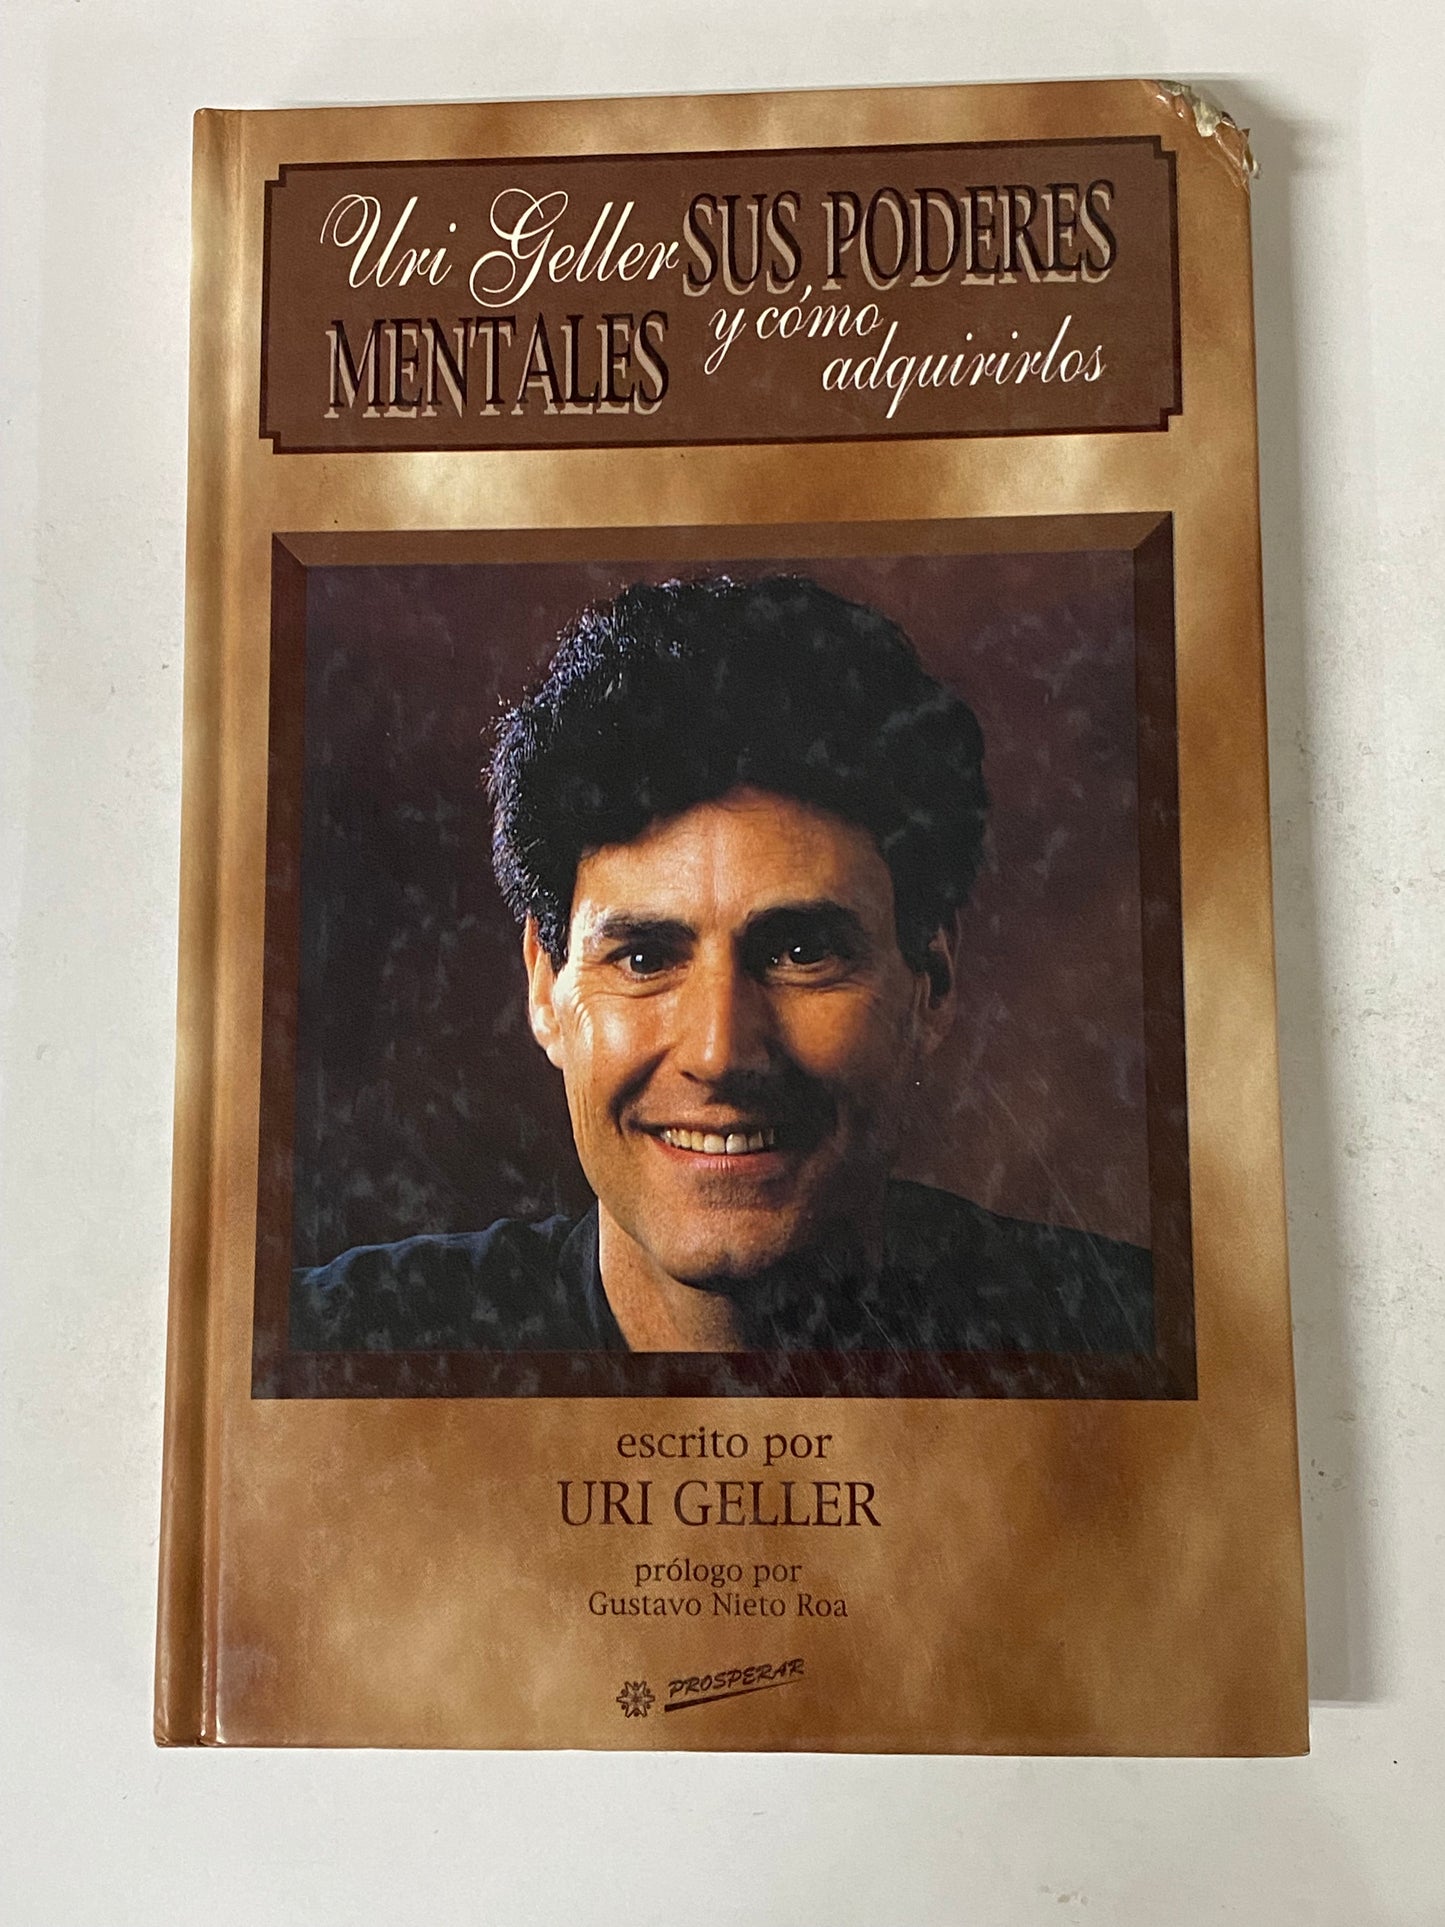 Uri Geller SUS PODERES
MENTALES y cómo
adquirirlos
escrito por
URI GELLER
prólogo por
Gustavo Nieto Roa
PROSPERAR